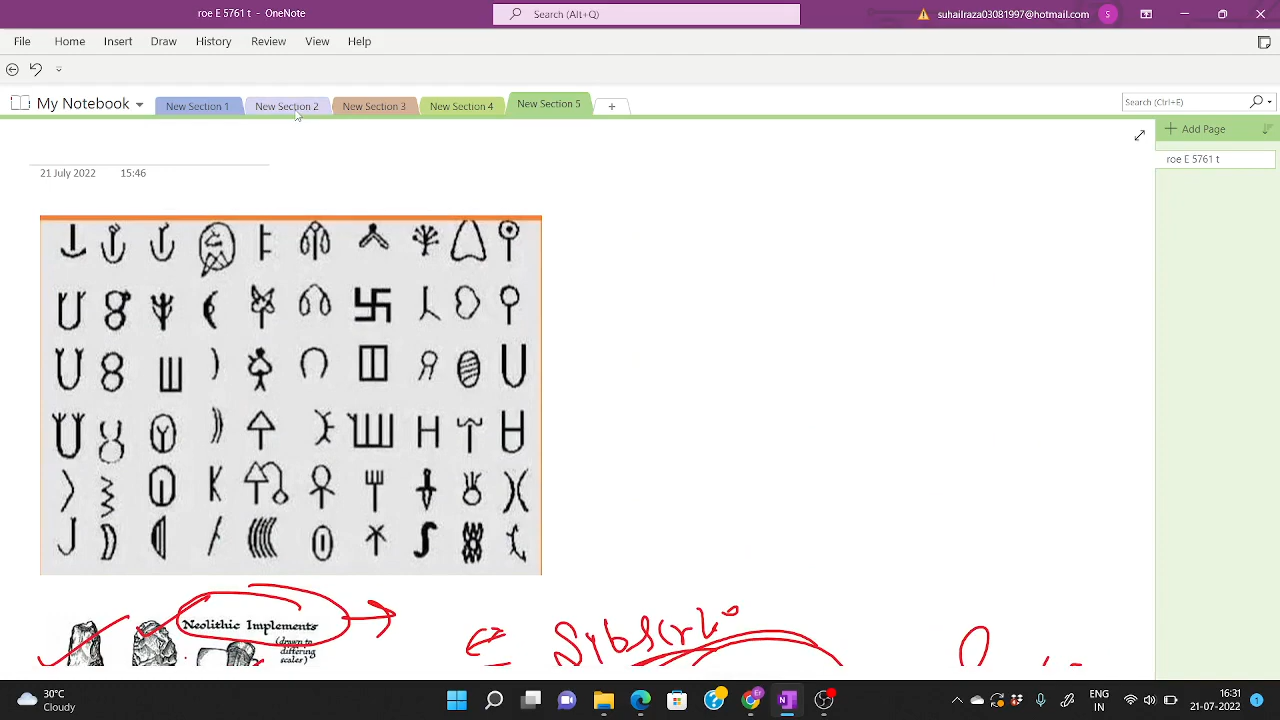 roe E 5761 t - OneNote
Search (Alt+Q)
suhailraza03081997@hotmail.com
S
File Home Insert Draw History Review View Help
My Notebook
New Section 1
New Section 2
New Section 3
New Section 4
New Section 5
Search (Ctrl+E)
Add Page
roe E 5761 t
21 July 2022 15:46
Neolithic Implements
(drawn to
differing
scales)
30°C
Cloudy
ENG
IN
18:31
21-07-2022